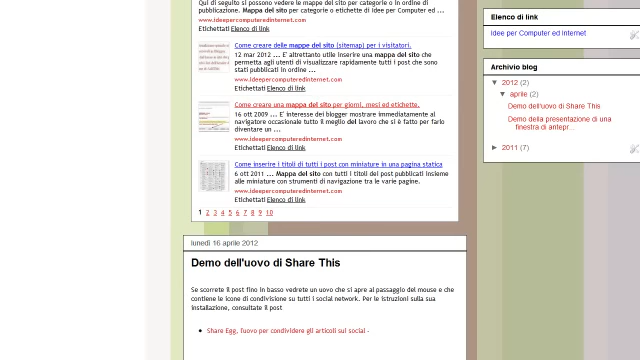 Qui di seguito si possono vedere le mappe del sito per categorie o in ordine di
pubblicazione. Mappa del sito per categorie o etichette di Idee per Computer ed ...
www.ideepercomputeredinternet.com
Etichettati Elenco di link
Come creare delle mappe del sito (sitemap) per i visitatori.
12 mar 2012 ... E' altrettanto utile inserire una mappa del sito che
permetta agli utenti di visualizzare rapidamente tutti i post che sono
stati pubblicati in ordine ...
www.ideepercomputeredinternet.com
Etichettati Elenco di link
Come creare una mappa del sito per giorni, mesi ed etichette.
16 ott 2009 ... E' interesse dei blogger mostrare immediatamente al
navigatore occasionale tutto il meglio del lavoro che si è fatto per farlo
diventare un ...
www.ideepercomputeredinternet.com
Etichettati Elenco di link
Come inserire i titoli di tutti i post con miniature in una pagina statica
6 ott 2011 ... Mappa del sito con tutti i titoli dei post pubblicati insieme
alle miniature con strumenti di navigazione tra le varie pagine.
www.ideepercomputeredinternet.com
Etichettati Elenco di link
1 2 3 4 5 6 7 8 9 10
lunedì 16 aprile 2012
Demo dell'uovo di Share This
Se scorrete il post fino in basso vedrete un uovo che si apre al passaggio del mouse e che
contiene le icone di condivisione su tutti i social network. Per le istruzioni sulla sua
installazione, consultate il post
Share Egg, l'uovo per condividere gli articoli sui social -
Elenco di link
Idee per Computer ed Internet
Archivio blog
▼ 2012 (2)
▼ aprile (2)
Demo dell'uovo di Share This
Demo della presentazione di una
finestra di antepr...
► 2011 (7)